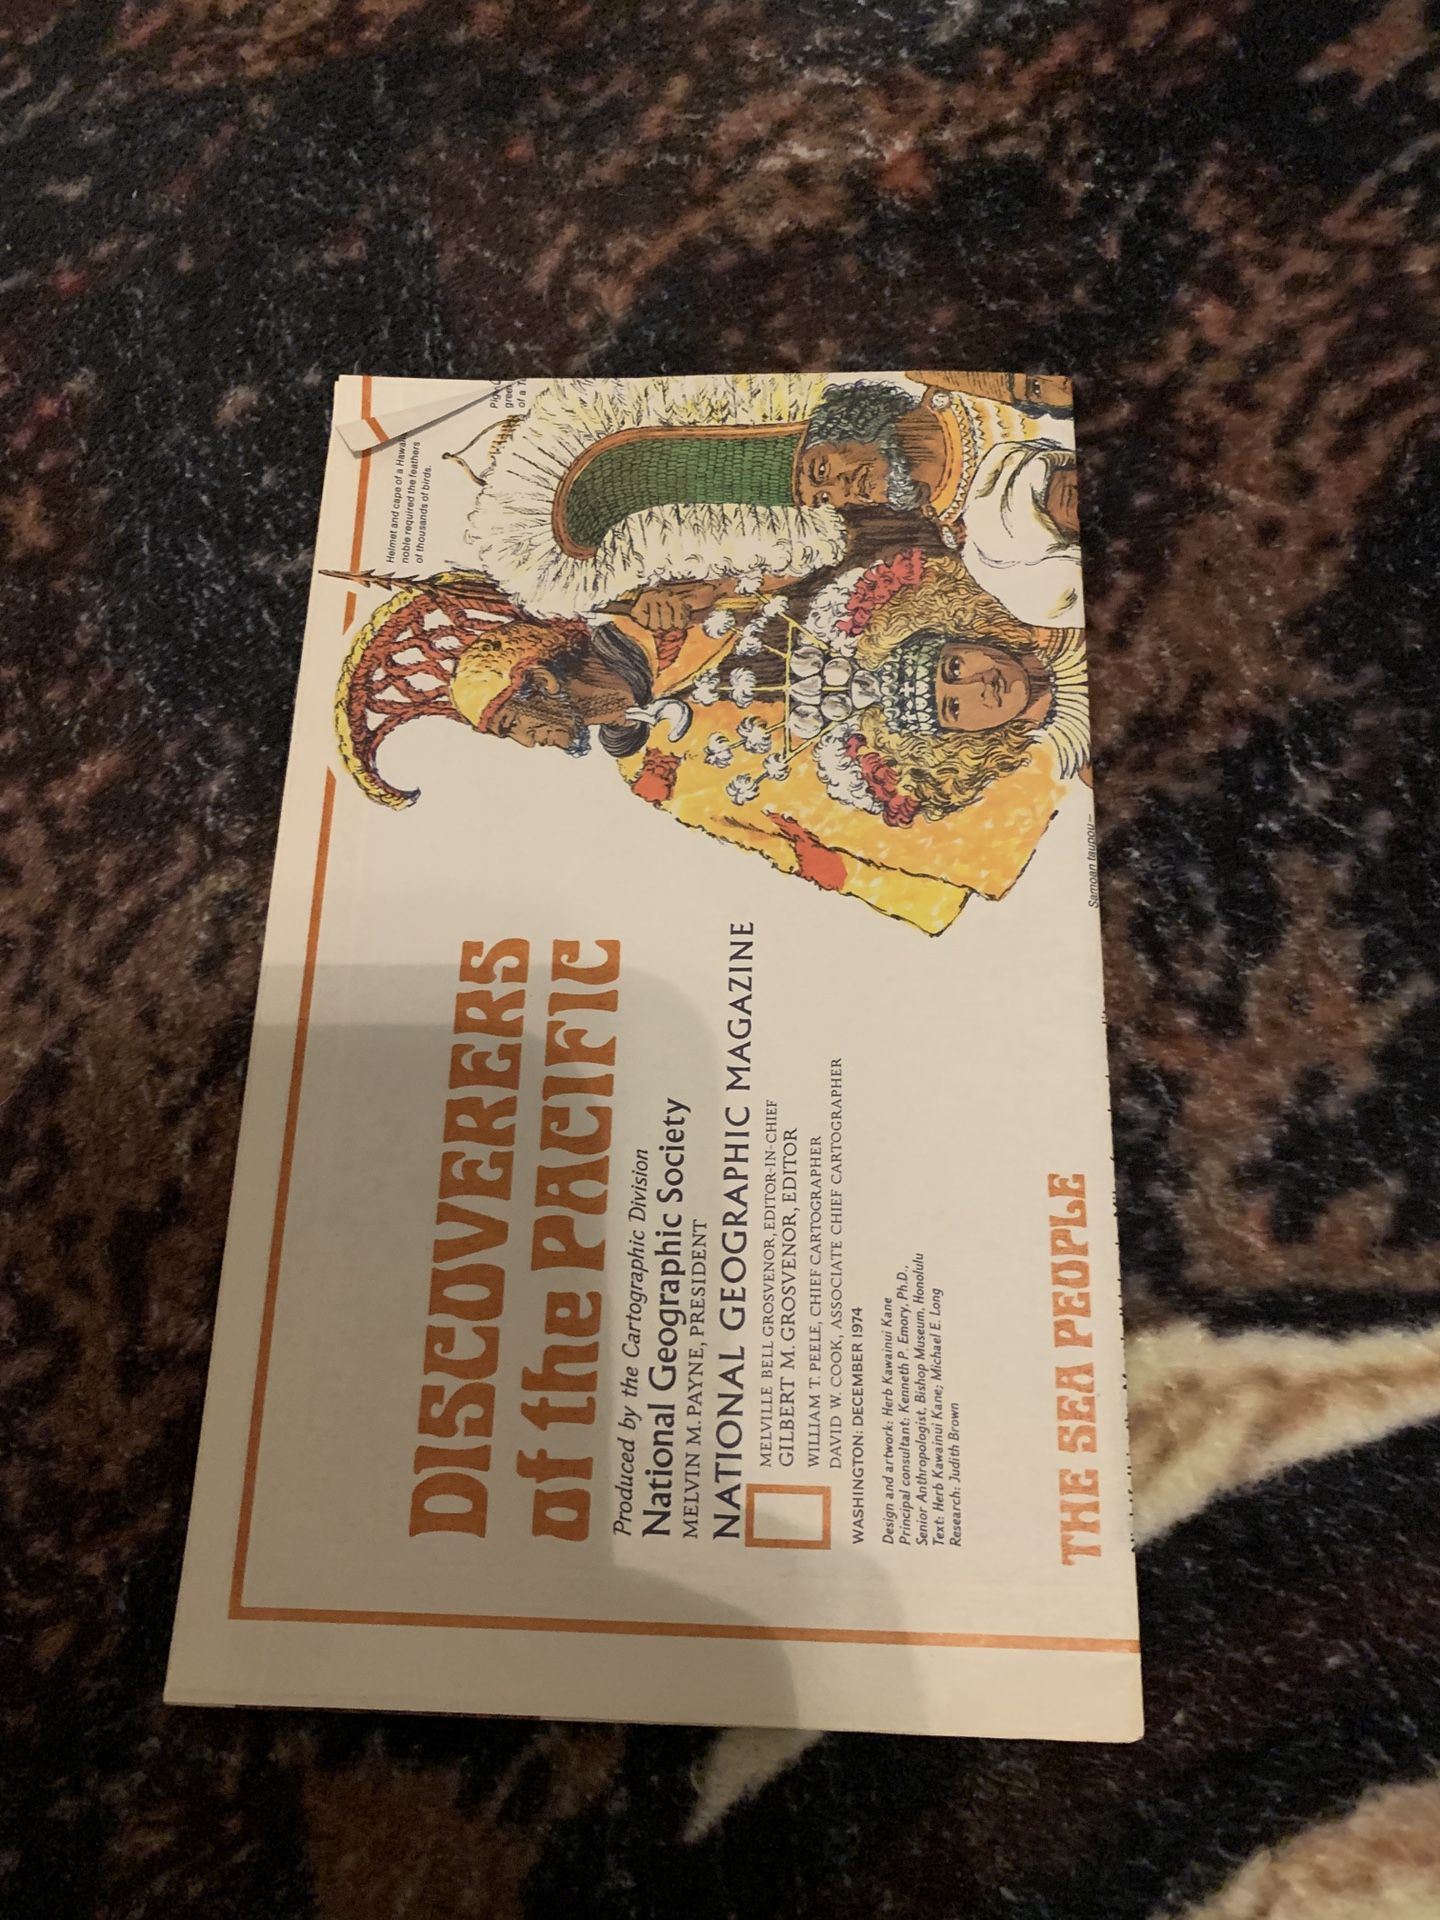 DISCOVERERS
of the PACIFIC
Produced by the Cartographic Division
National Geographic Society
MELVIN M. PAYNE, PRESIDENT
NATIONAL GEOGRAPHIC MAGAZINE
MELVILLE BELL GROSVENOR, EDITOR-IN-CHIEF
GILBERT M. GROSVENOR, EDITOR
WILLIAM T. PEELE, CHIEF CARTOGRAPHER
DAVID W. COOK, ASSOCIATE CHIEF CARTOGRAPHER
WASHINGTON: DECEMBER 1974
Design and artwork: Herb Kawainui Kane
Principal consultant: Kenneth P. Emory, Ph.D.,
Senior Anthropologist, Bishop Museum, Honolulu
Text: Herb Kawainui Kane; Michael E. Long
Research: Judith Brown
THE SEA PEOPLE
Helmet and cape of a
noble required the feathers
of thousands of birds.
of a
Samoan taupou—